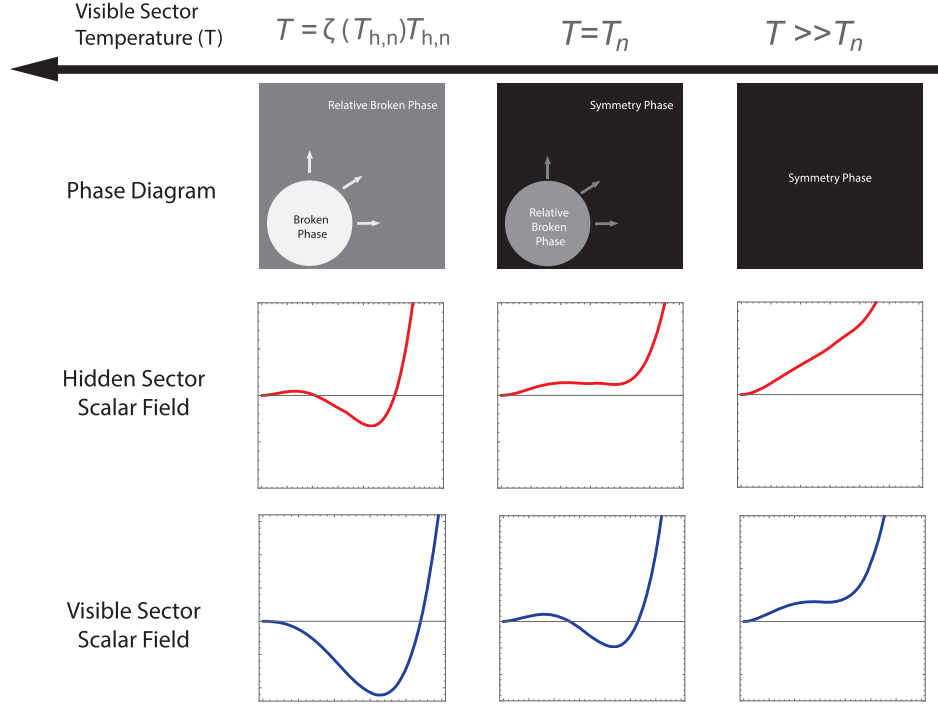 Visible Sector
Temperature (T)
T = ζ (T_h,n)T_h,n
T=T_n
T >>T_n
Phase Diagram
Relative Broken Phase
Broken
Phase
Symmetry Phase
Relative
Broken
Phase
Symmetry Phase
Hidden Sector
Scalar Field
Visible Sector
Scalar Field